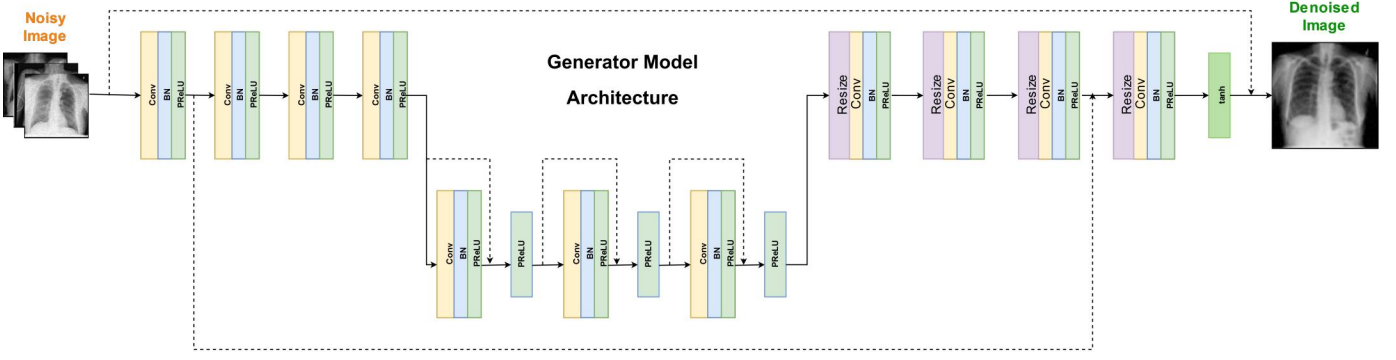 Noisy
Image
Conv
BN
PReLU
Conv
BN
PReLU
Conv
BN
PReLU
Conv
BN
PReLU
Generator Model
Architecture
Conv
BN
PReLU
PReLU
Conv
BN
PReLU
PReLU
Conv
BN
PReLU
PReLU
Resize
Conv
BN
PReLU
Resize
Conv
BN
PReLU
Resize
Conv
BN
PReLU
Resize
Conv
BN
PReLU
tanh
Denoised
Image